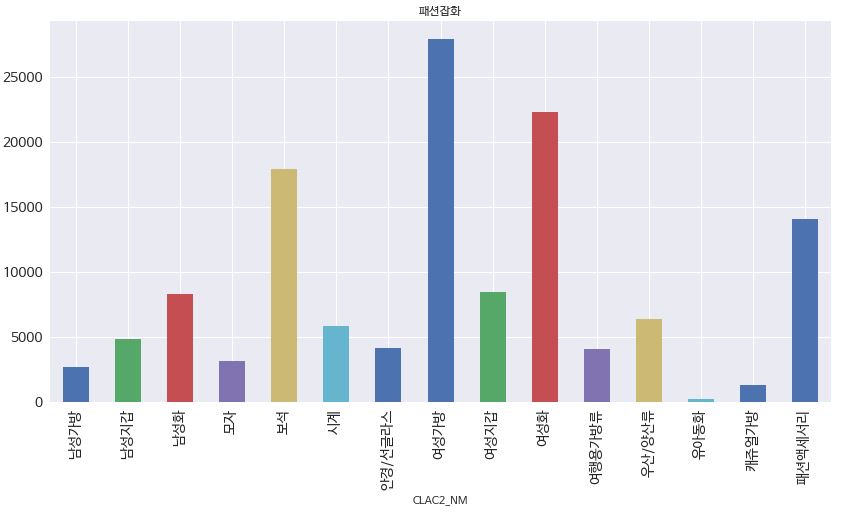 패션잡화
25000
20000
15000
10000
5000
0
남성가방
남성지갑
남성화
모자
보석
시계
안경/선글라스
여성가방
여성지갑
여성화
여행용가방류
우산/양산류
유아동화
캐쥬얼가방
패션액세서리
CLAC2_NM